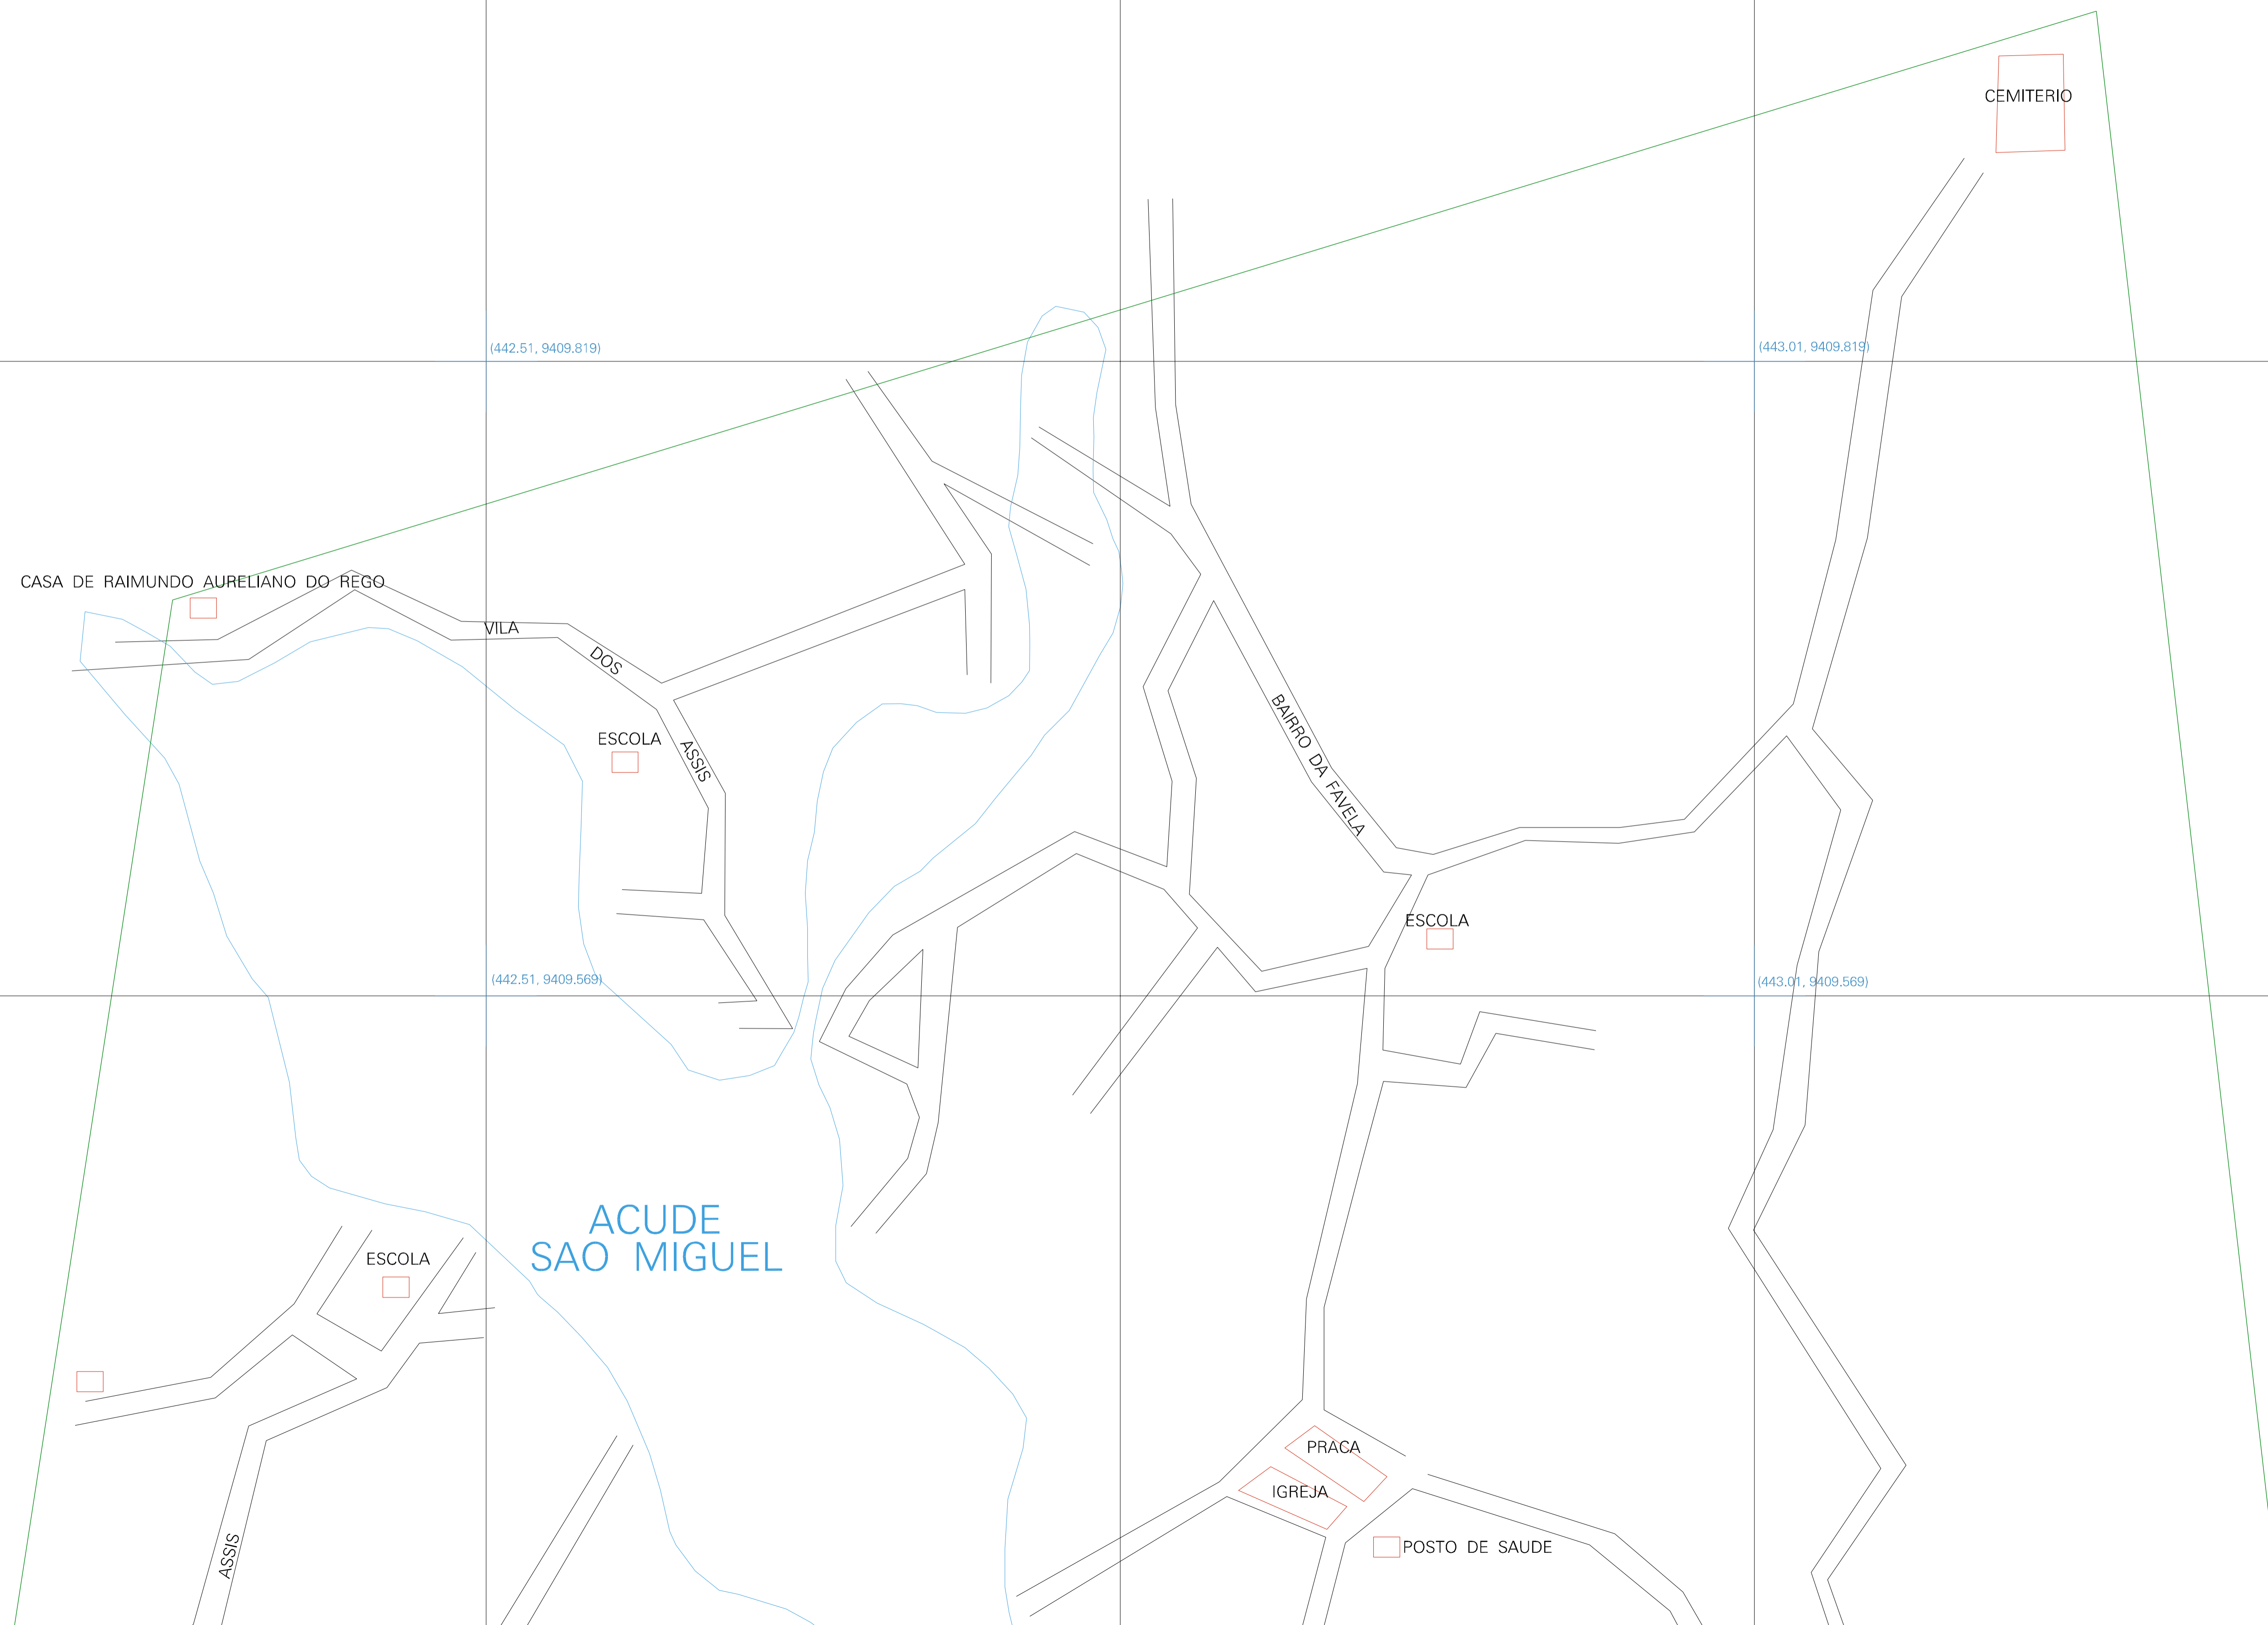 CEMITERIO
(442.51, 9409.819)
(443.01, 9409.819)
CASA DE RAIMUNDO AURELIANO DO REGO
VILA
DOS
ASSIS
ESCOLA
BAIRRO DA FAVELA
ESCOLA
(442.51, 9409.569)
(443.01, 9409.569)
ACUDE
SAO MIGUEL
ESCOLA
PRACA
IGREJA
POSTO DE SAUDE
ASSIS